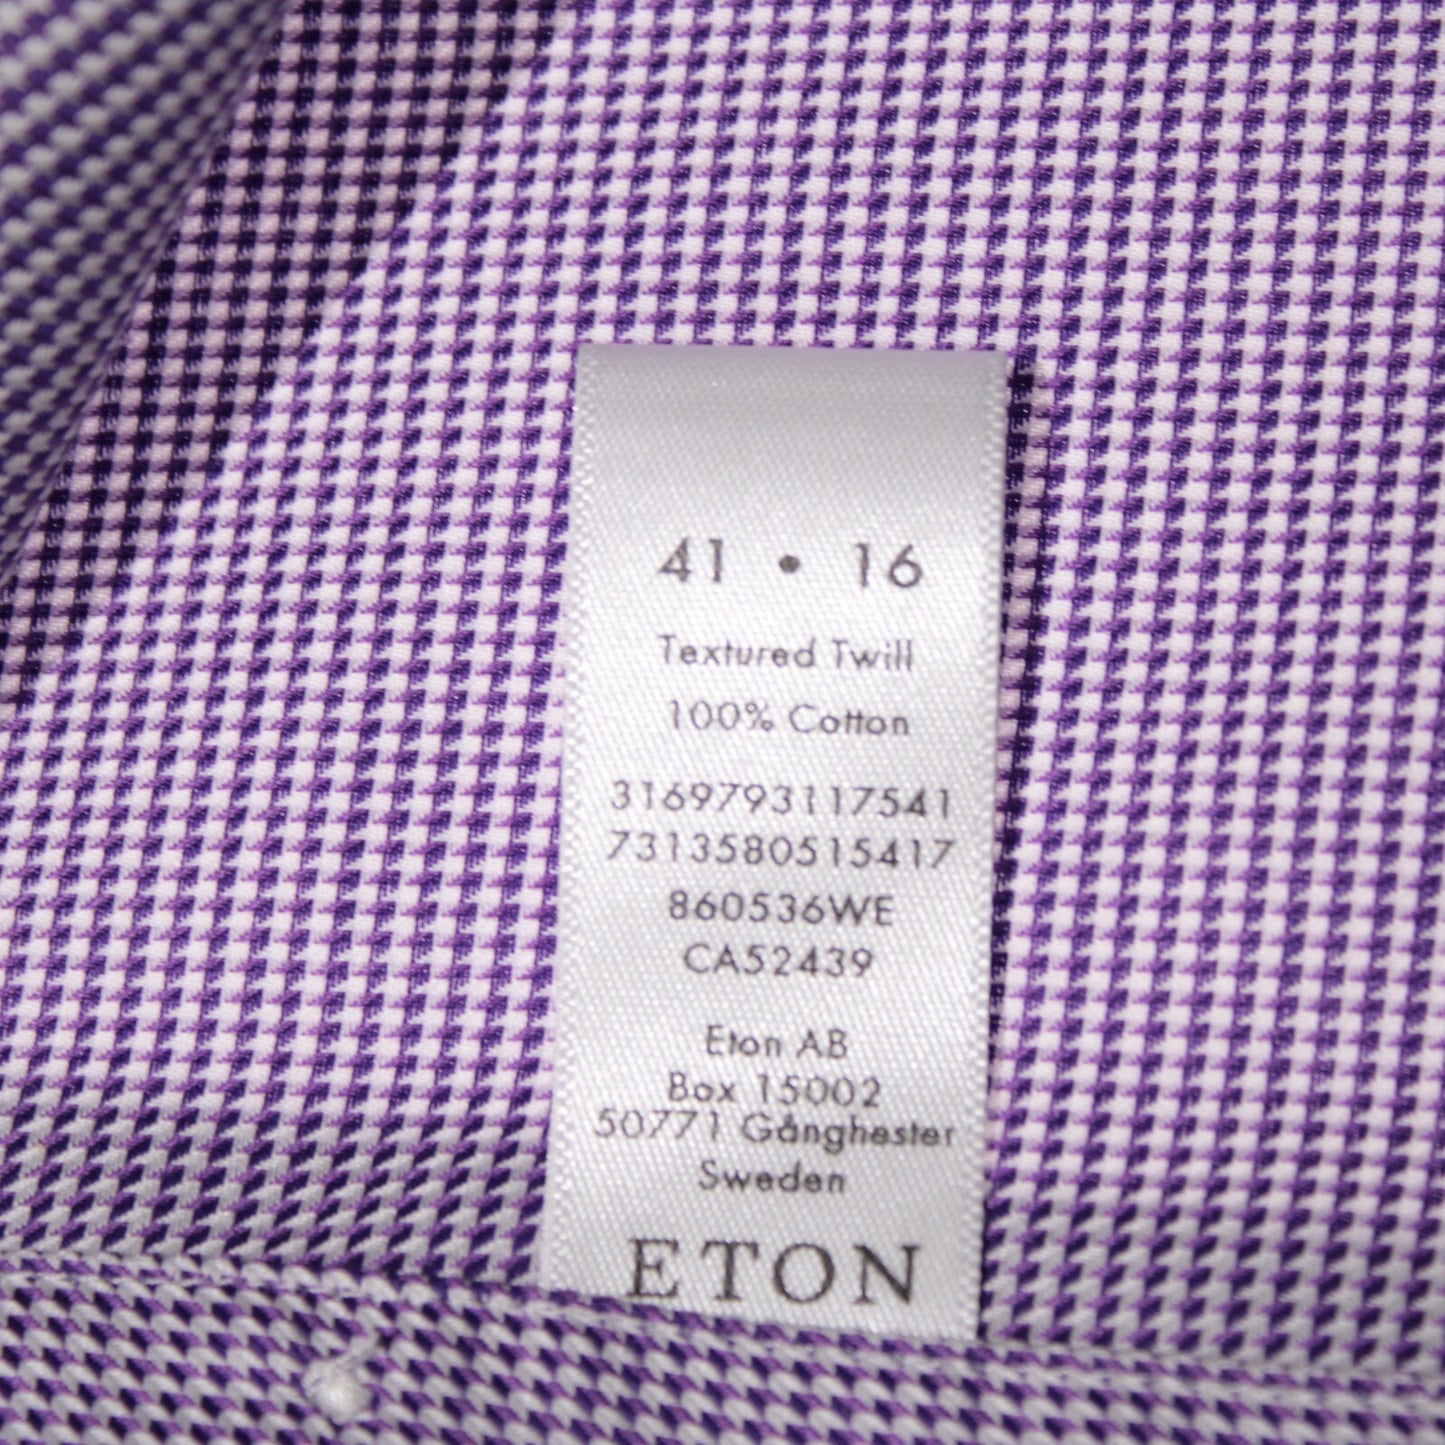 41 • 16
Textured Twill
100% Cotton
3169793117541
7313580515417
860536WE
CA52439
Eton AB
Box 15002
50771 Gånghester
Sweden
ETON